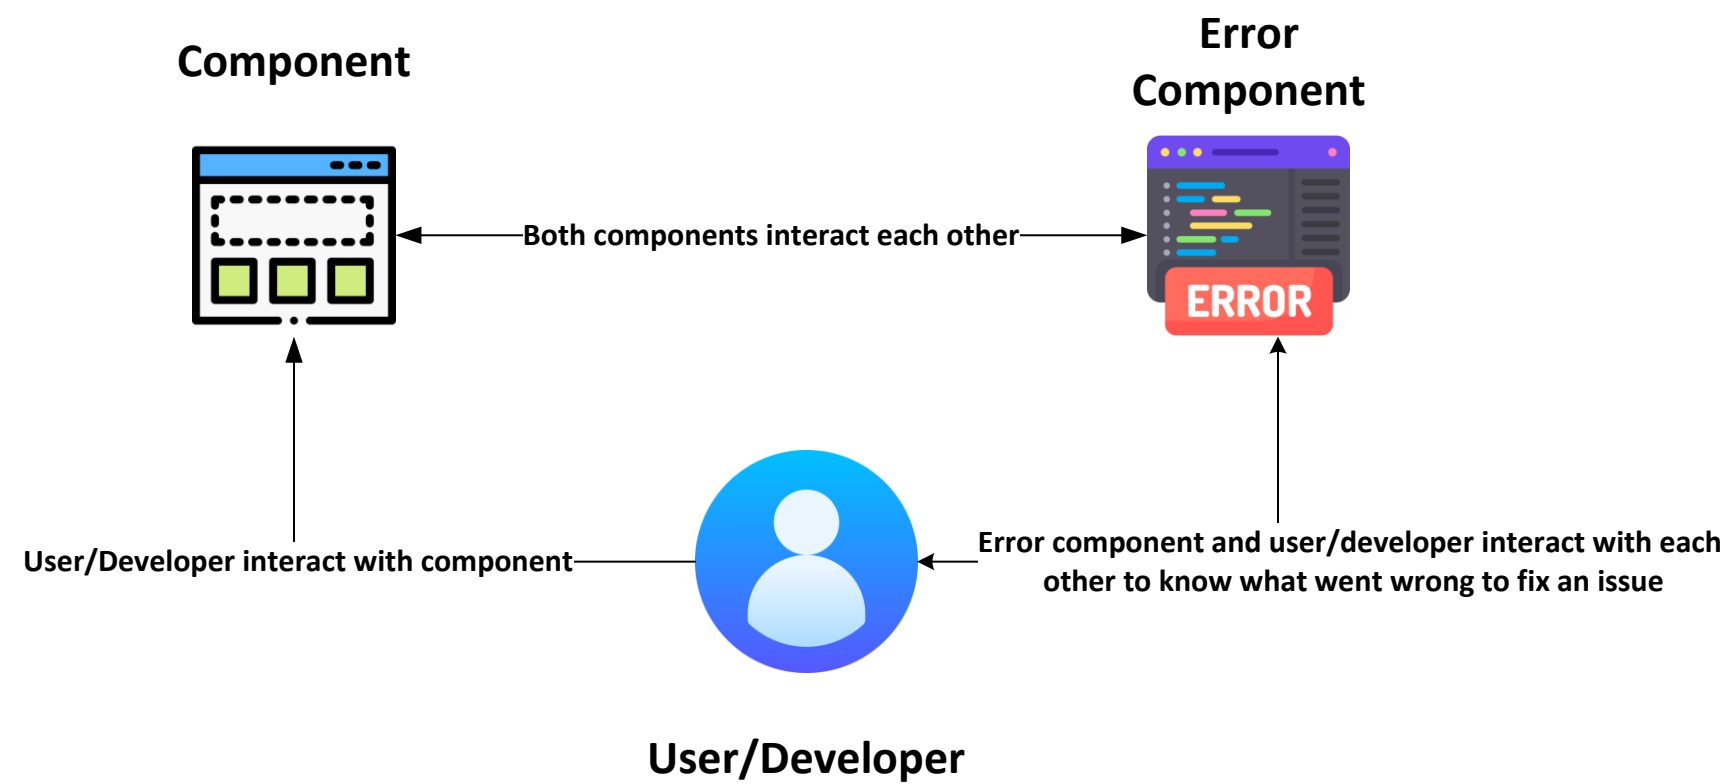 Component
Error
Component
Both components interact each other
ERROR
User/Developer interact with component
Error component and user/developer interact with each
other to know what went wrong to fix an issue
User/Developer